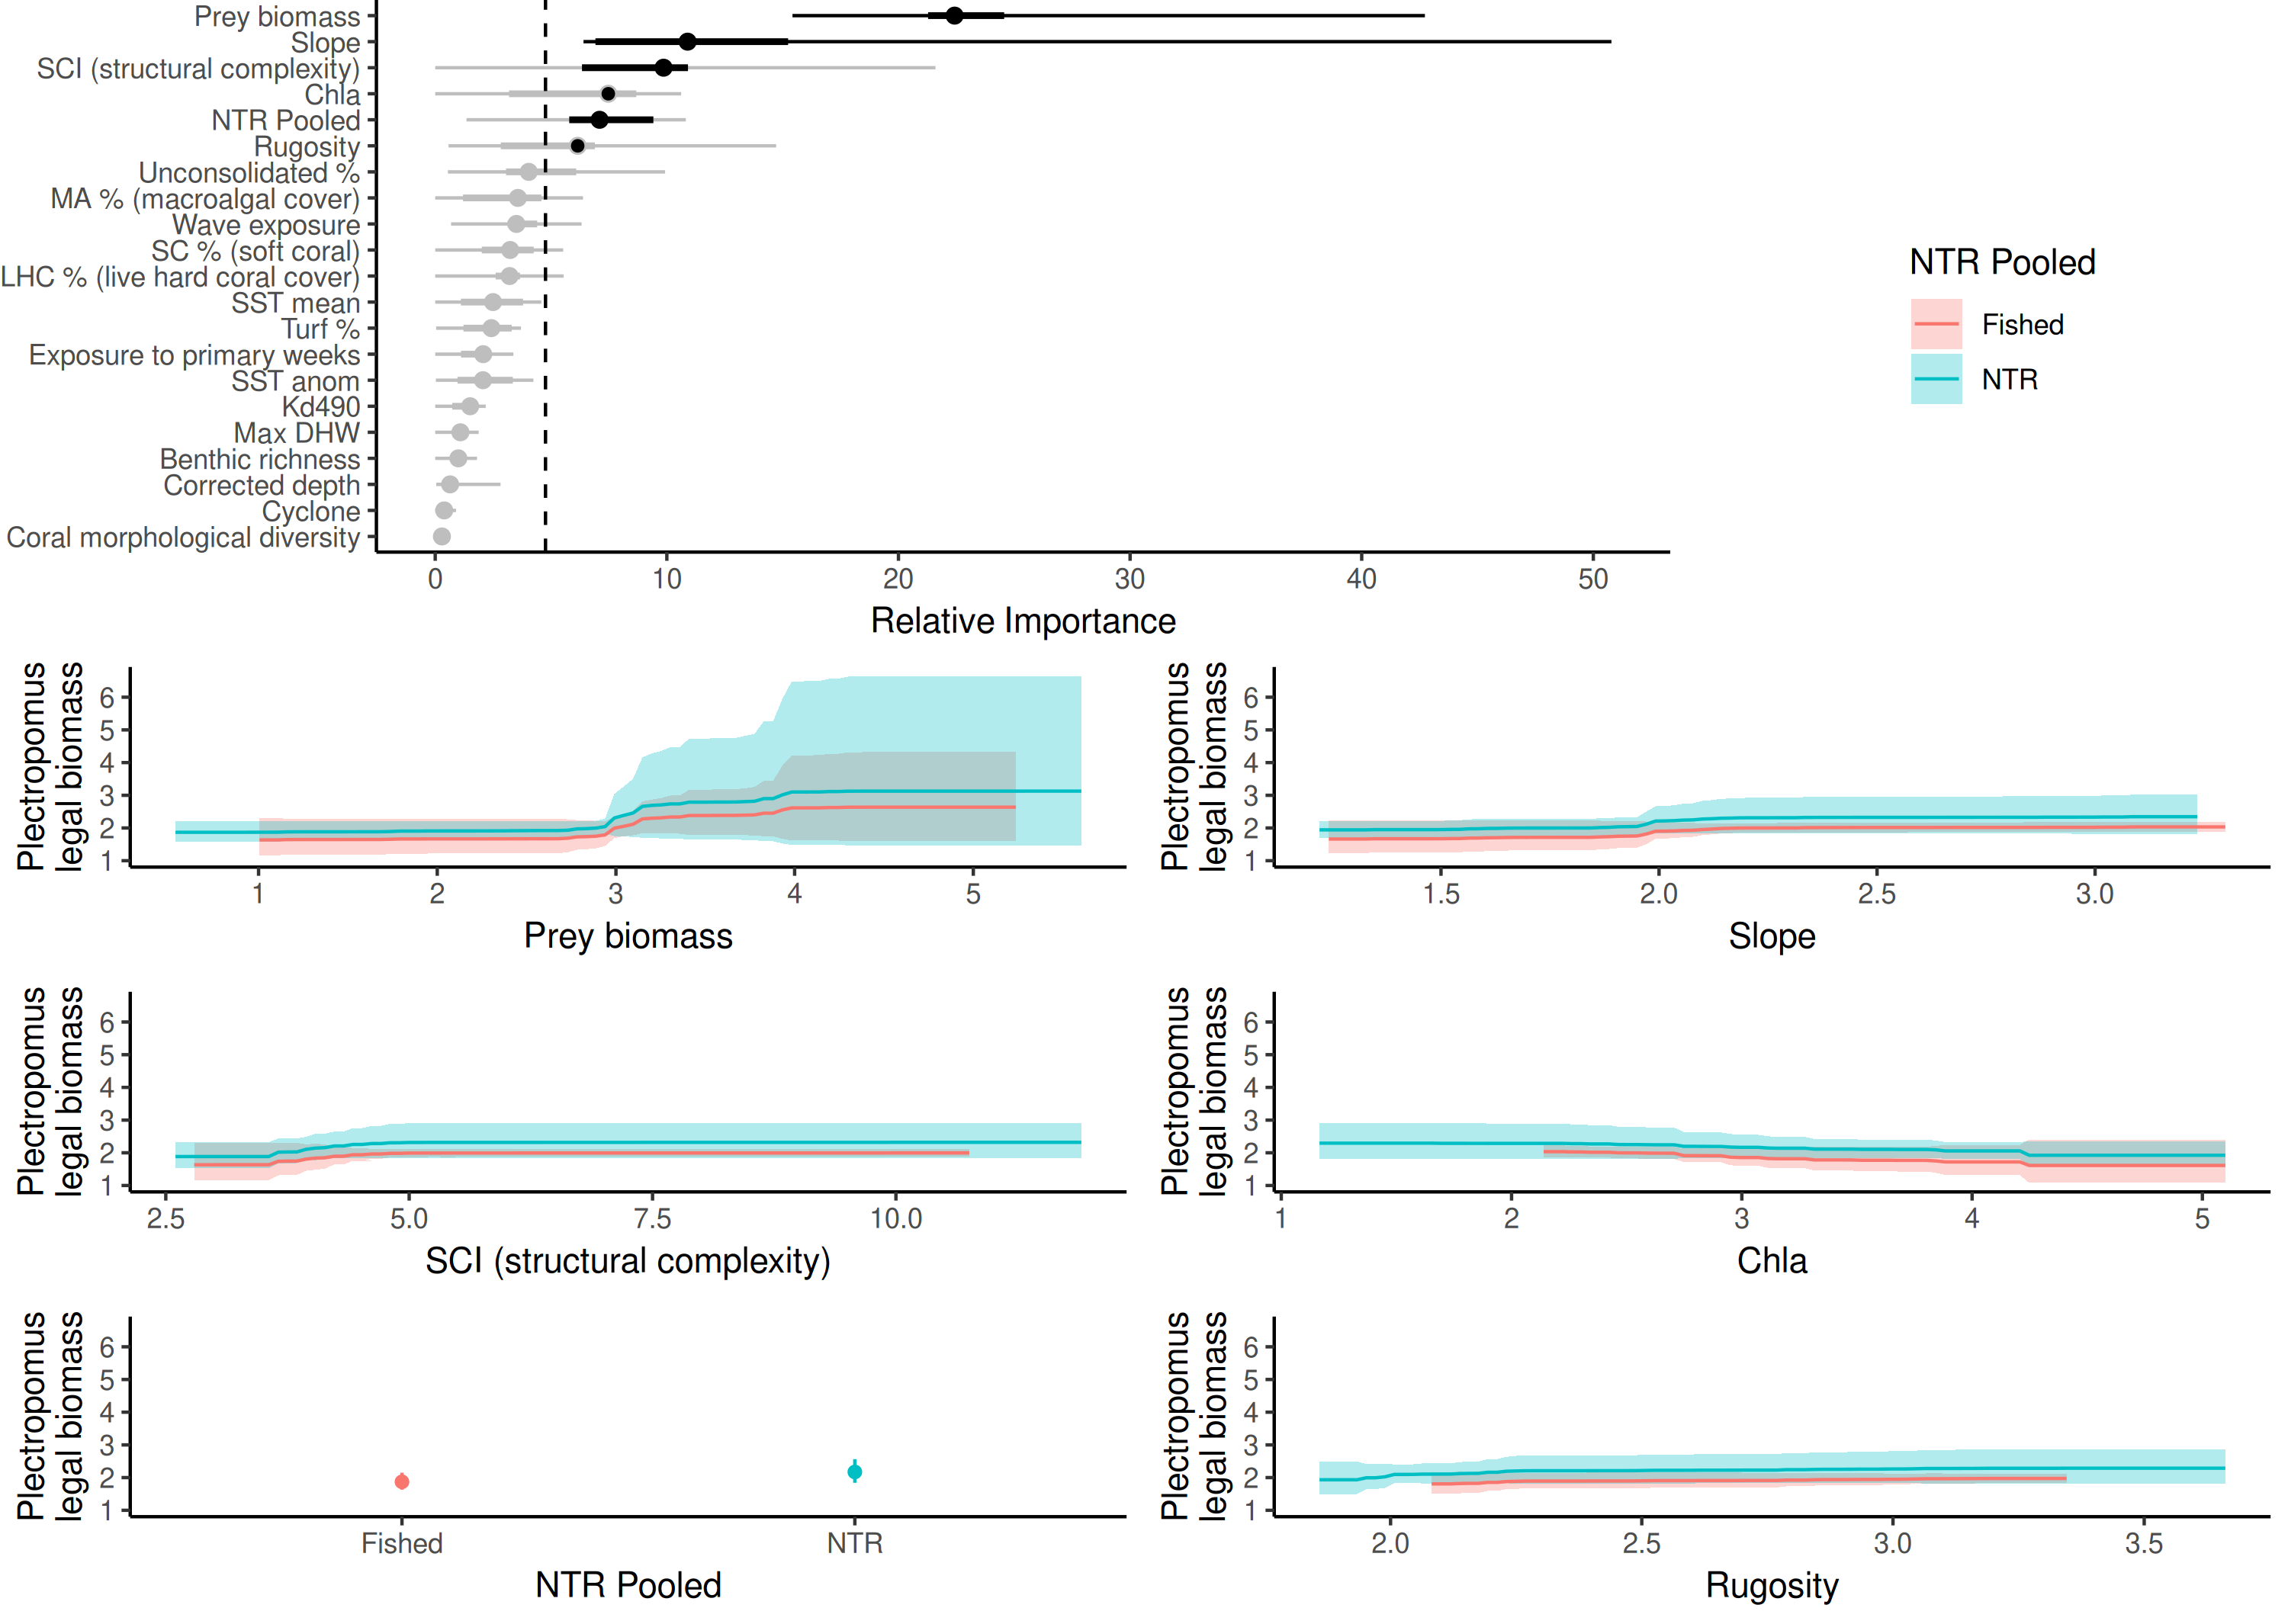 Prey biomass
Slope
SCI (structural complexity)
Chla
NTR Pooled
Rugosity
Unconsolidated %
MA % (macroalgal cover)
Wave exposure
SC % (soft coral)
LHC % (live hard coral cover)
SST mean
Turf %
Exposure to primary weeks
SST anom
Kd490
Max DHW
Benthic richness
Corrected depth
Cyclone
Coral morphological diversity
0 10 20 30 40 50
Relative Importance
NTR Pooled
Fished
NTR
Plectropomus
legal biomass
6
5
4
3
2
1
1 2 3 4 5
Prey biomass
Plectropomus
legal biomass
6
5
4
3
2
1
1.5 2.0 2.5 3.0
Slope
Plectropomus
legal biomass
6
5
4
3
2
1
2.5 5.0 7.5 10.0
SCI (structural complexity)
Plectropomus
legal biomass
6
5
4
3
2
1
1 2 3 4 5
Chla
Plectropomus
legal biomass
6
5
4
3
2
1
Fished NTR
NTR Pooled
Plectropomus
legal biomass
6
5
4
3
2
1
2.0 2.5 3.0 3.5
Rugosity